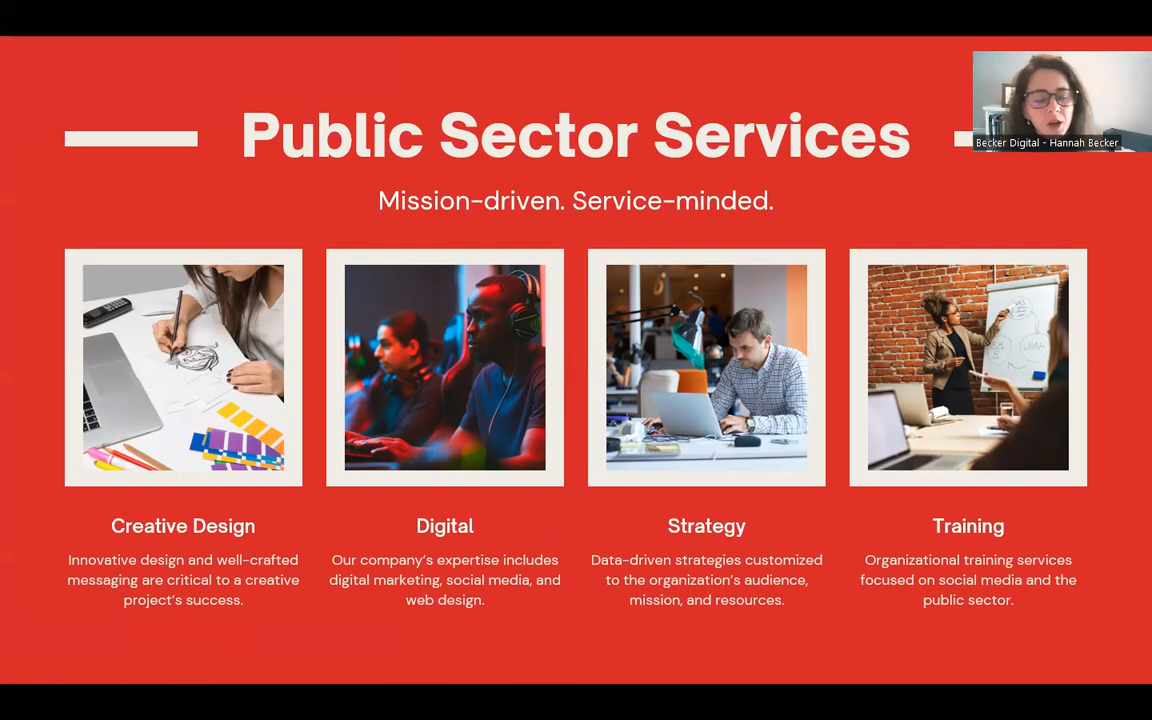 Public Sector Services
Becker Digital - Hannah Becker
Mission-driven. Service-minded.
Creative Design
Innovative design and well-crafted
messaging are critical to a creative
project's success.
Digital
Our company's expertise includes
digital marketing, social media, and
web design.
Strategy
Data-driven strategies customized
to the organization's audience,
mission, and resources.
Training
Organizational training services
focused on social media and the
public sector.